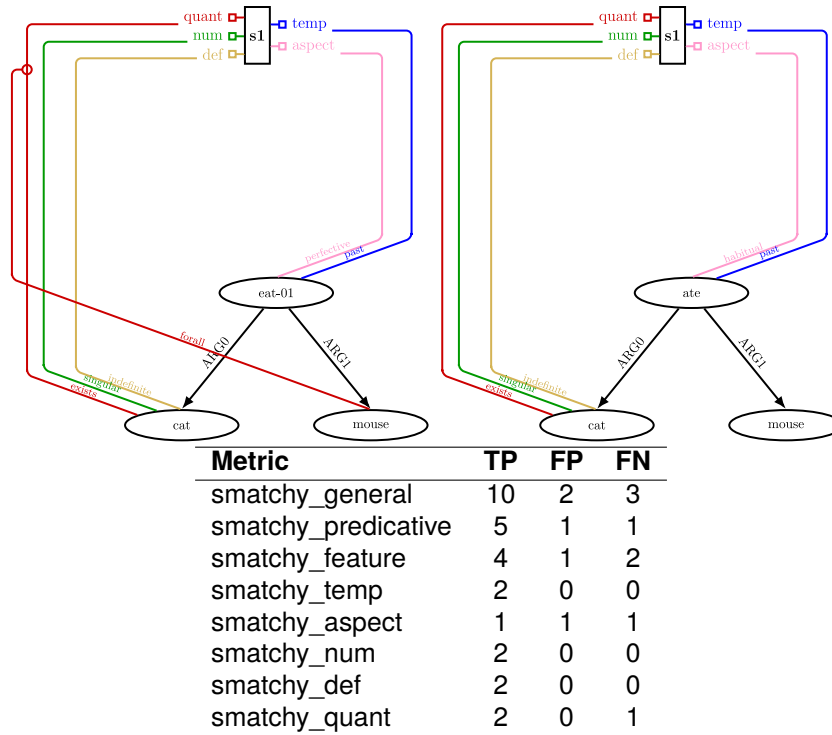 quant
num
def
s1
temp
aspect
perfective
past
eat-01
forall
ARG0
ARG1
indefinite
singular
exists
cat
mouse
quant
num
def
s1
temp
aspect
habitual
past
ate
ARG0
ARG1
indefinite
singular
exists
cat
mouse
Metric TP FP FN
smatchy_general 10 2 3
smatchy_predicative 5 1 1
smatchy_feature 4 1 2
smatchy_temp 2 0 0
smatchy_aspect 1 1 1
smatchy_num 2 0 0
smatchy_def 2 0 0
smatchy_quant 2 0 1